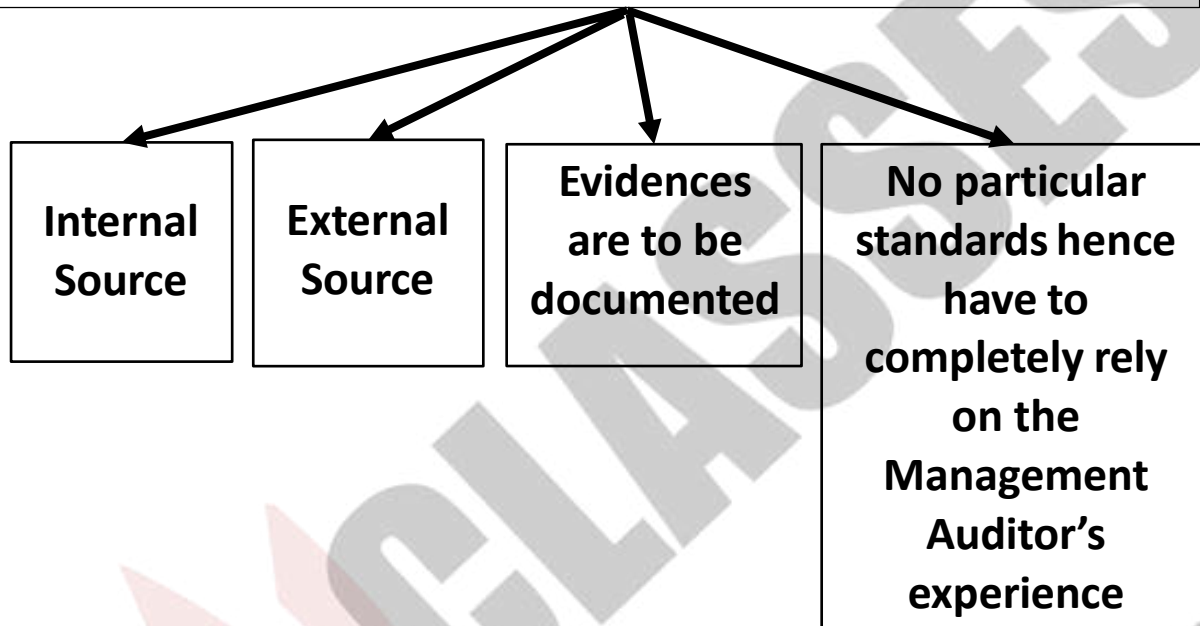 Internal
Source
External
Source
Evidences
are to be
documented
No particular
standards hence
have to
completely rely
on the
Management
Auditor's
experience
CLASSES